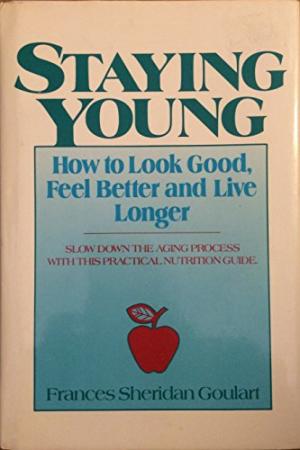 STAYING
YOUNG
How to Look Good,
Feel Better and Live
Longer
SLOW DOWN THE AGING PROCESS
WITH THIS PRACTICAL NUTRITION GUIDE.
Frances Sheridan Goulart